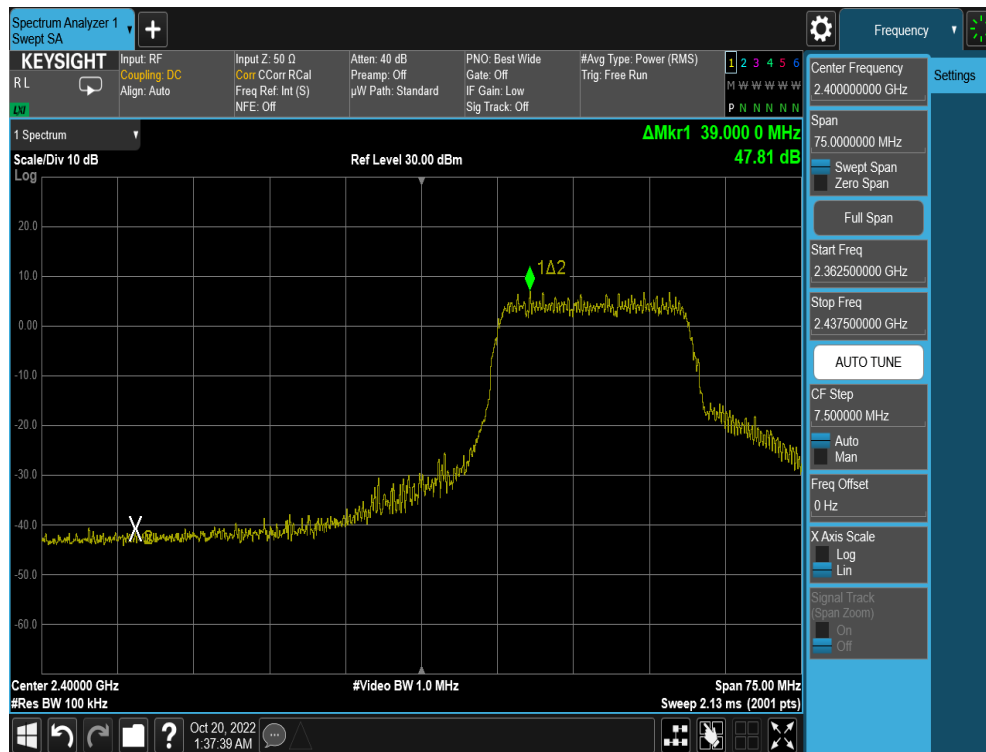 Spectrum Analyzer 1
Swept SA
Frequency
KEYSIGHT
R L
LXI
Input: RF
Coupling: DC
Align: Auto
Input Z: 50 Ω
Corr CCorr RCal
Freq Ref: Int (S)
NFE: Off
Atten: 40 dB
Preamp: Off
µW Path: Standard
PNO: Best Wide
Gate: Off
IF Gain: Low
Sig Track: Off
#Avg Type: Power (RMS)
Trig: Free Run
1 2 3 4 5 6
M W W W W W
P N N N N N
1 Spectrum
Scale/Div 10 dB
Log
Ref Level 30.00 dBm
ΔMkr1 39.000 0 MHz
47.81 dB
20.0
10.0
0.00
-10.0
-20.0
-30.0
-40.0
-50.0
-60.0
1Δ2
X2
Center 2.40000 GHz
#Res BW 100 kHz
#Video BW 1.0 MHz
Span 75.00 MHz
Sweep 2.13 ms (2001 pts)
Center Frequency
2.400000000 GHz
Settings
Span
75.0000000 MHz
Swept Span
Zero Span
Full Span
Start Freq
2.362500000 GHz
Stop Freq
2.437500000 GHz
AUTO TUNE
CF Step
7.500000 MHz
Auto
Man
Freq Offset
0 Hz
X Axis Scale
Log
Lin
Signal Track
(Span Zoom)
On
Off
?
Oct 20, 2022
1:37:39 AM